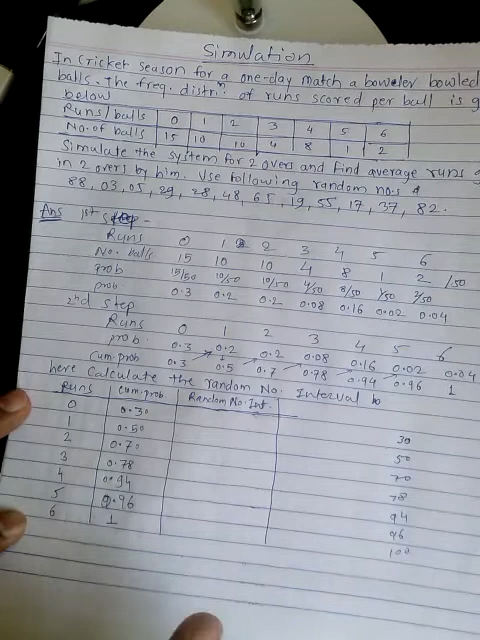 Simulation
In Cricket season for a one-day match a boweler bowled
balls. The freq. distriⁿ of runs scored per ball is g
below
Runs/balls 0 1 2 3 4 5 6
No. of balls 15 10 10 4 8 1 2
Simulate the system for 2 overs and find average runs
in 2 overs by him. Use following random no.s
88, 03, 05, 29, 28, 48, 65, 19, 55, 17, 37, 82.
Ans 1st step -
Runs 0 1 2 3 4 5 6
No. balls 15 10 10 4 8 1 2 /50
prob 15/50 10/50 10/50 4/50 8/50 1/50 2/50
prob. 0.3 0.2 0.2 0.08 0.16 0.02 0.04
2nd step
Runs 0 1 2 3 4 5 6
prob. 0.3 0.2 0.2 0.08 0.16 0.02 0.04
Cum.prob 0.3 0.5 0.7 0.78 0.94 0.96 1
here Calculate the random No. Interval to
Runs Cum.prob Random No. Int.
0 0.30 30
1 0.50 50
2 0.70 70
3 0.78 78
4 0.94 94
5 0.96 96
6 1 100